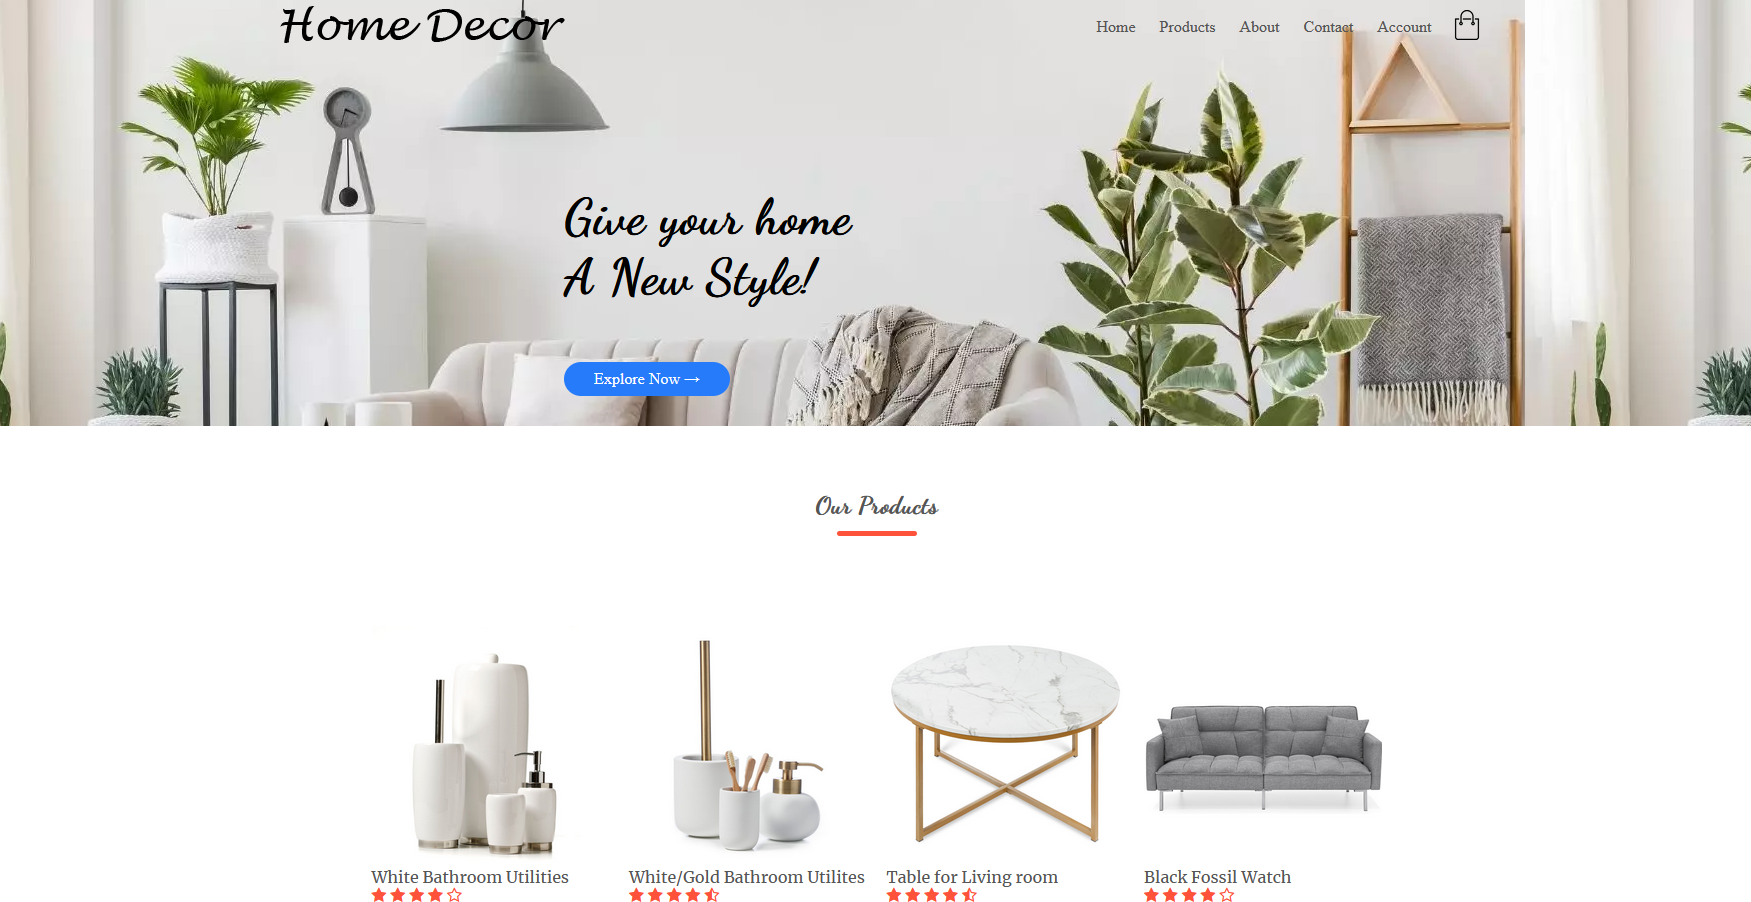 Home Decor
Home Products About Contact Account
Give your home
A New Style!
Explore Now →
Our Products
White Bathroom Utilities
White/Gold Bathroom Utilites
Table for Living room
Black Fossil Watch